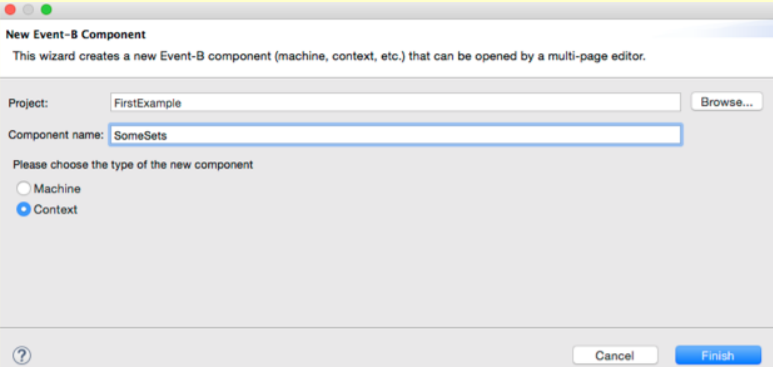 New Event-B Component
This wizard creates a new Event-B component (machine, context, etc.) that can be opened by a multi-page editor.
Project: FirstExample Browse...
Component name: SomeSets
Please choose the type of the new component
Machine
Context
? Cancel Finish